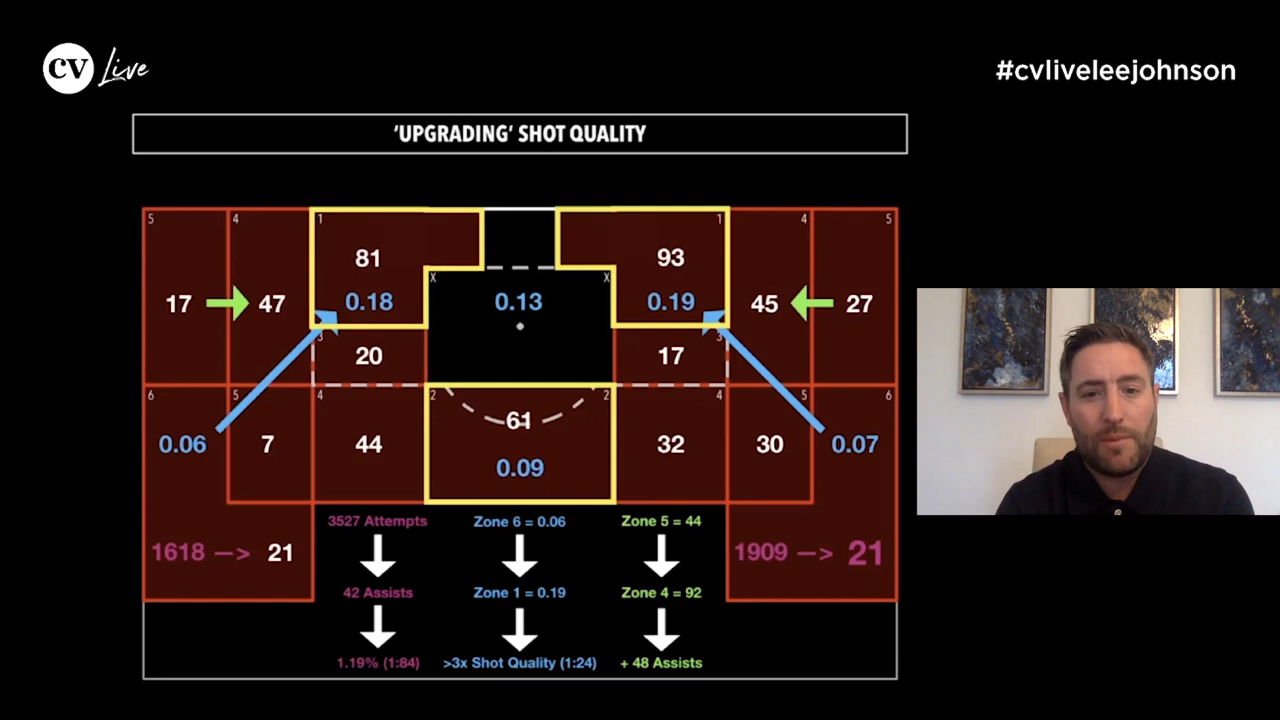 CV Live
#cvliveleejohnson
‘UPGRADING’ SHOT QUALITY
5 4 1 1 4 5
81 93
X X
17 47 0.18 0.13 0.19 45 27
3 3
20 17
6 5 4 2 2 4 5 6
61
0.06 7 44 0.09 32 30 0.07
3527 Attempts Zone 6 = 0.06 Zone 5 = 44
1618 —> 21 1909 —> 21
42 Assists Zone 1 = 0.19 Zone 4 = 92
1.19% (1:84) >3x Shot Quality (1:24) + 48 Assists